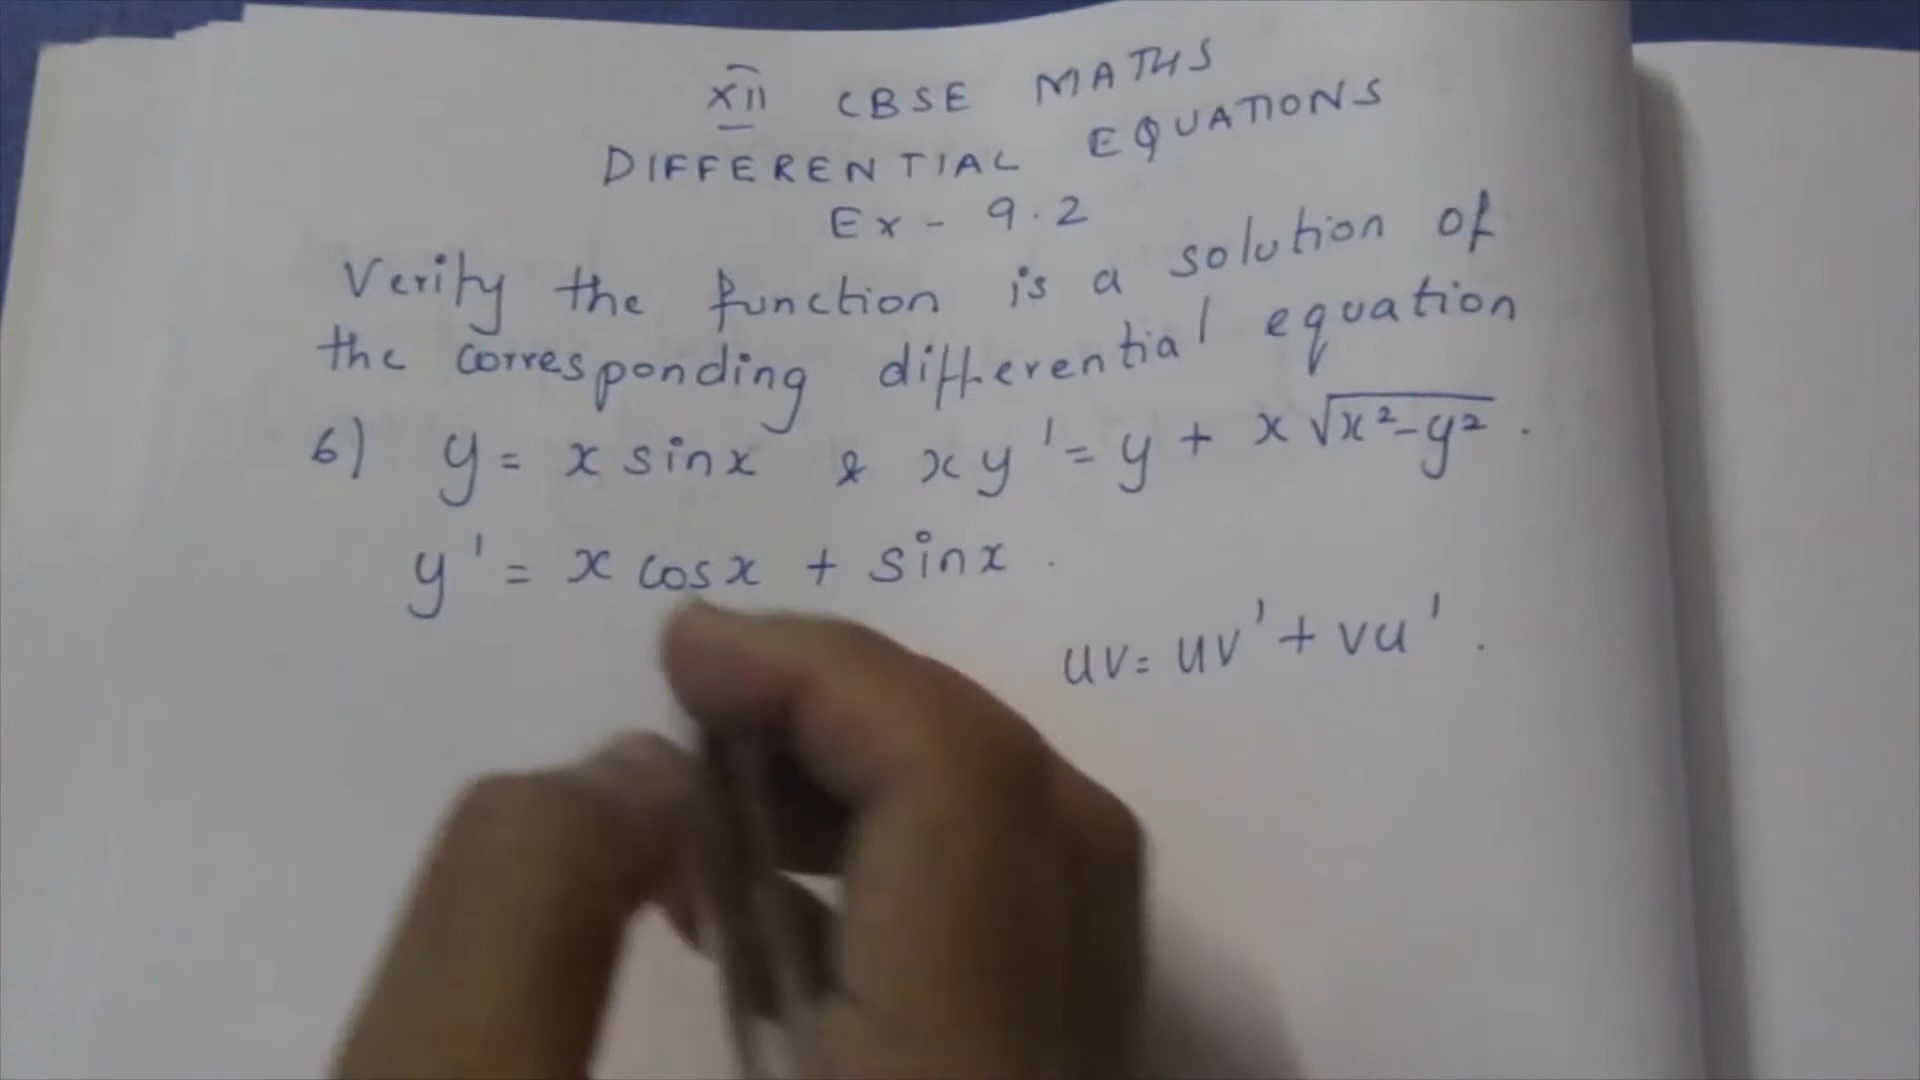 XII CBSE MATHS
DIFFERENTIAL EQUATIONS
Ex - 9.2
Verify the function is a solution of
the corresponding differential equation
6) y = x sinx & xy' = y + x √x²-y² .
y' = x cosx + sinx .
uv = uv' + vu' .